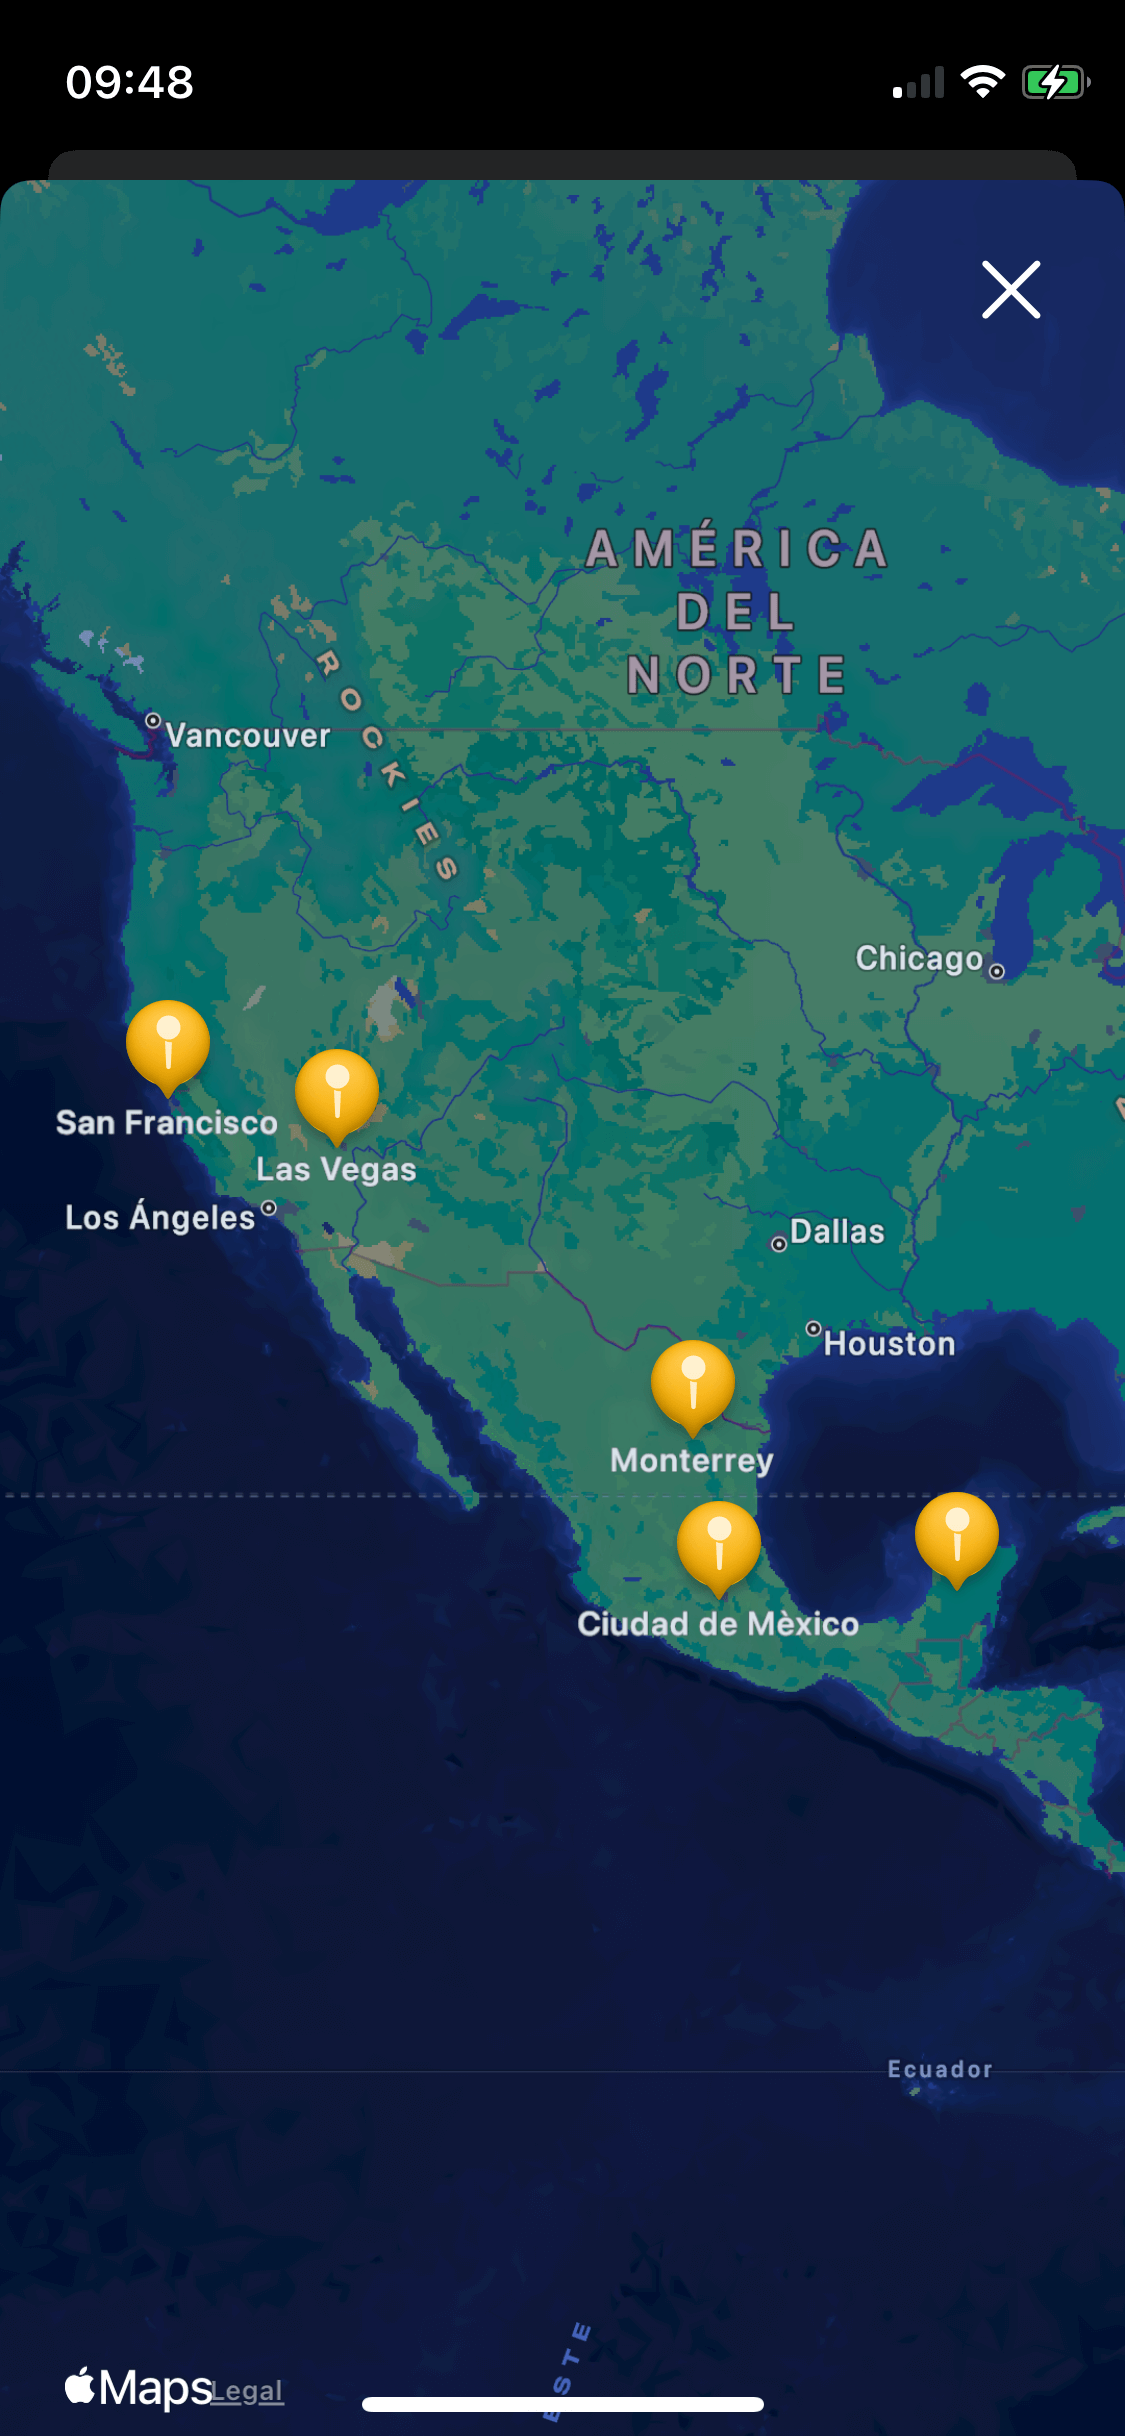 09:48
AMÉRICA
DEL
NORTE
ROCKIES
Vancouver
Chicago
San Francisco
Las Vegas
Los Ángeles
Dallas
Houston
Monterrey
Ciudad de Mèxico
Ecuador
ESTE
Maps Legal